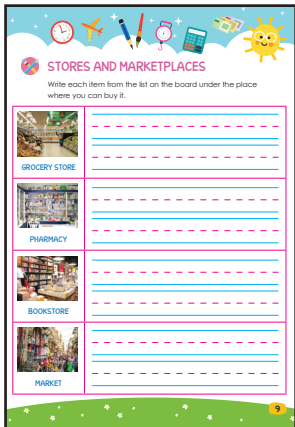 STORES AND MARKETPLACES
Write each item from the list on the board under the place
where you can buy it.
GROCERY STORE
PHARMACY
BOOKSTORE
MARKET
9